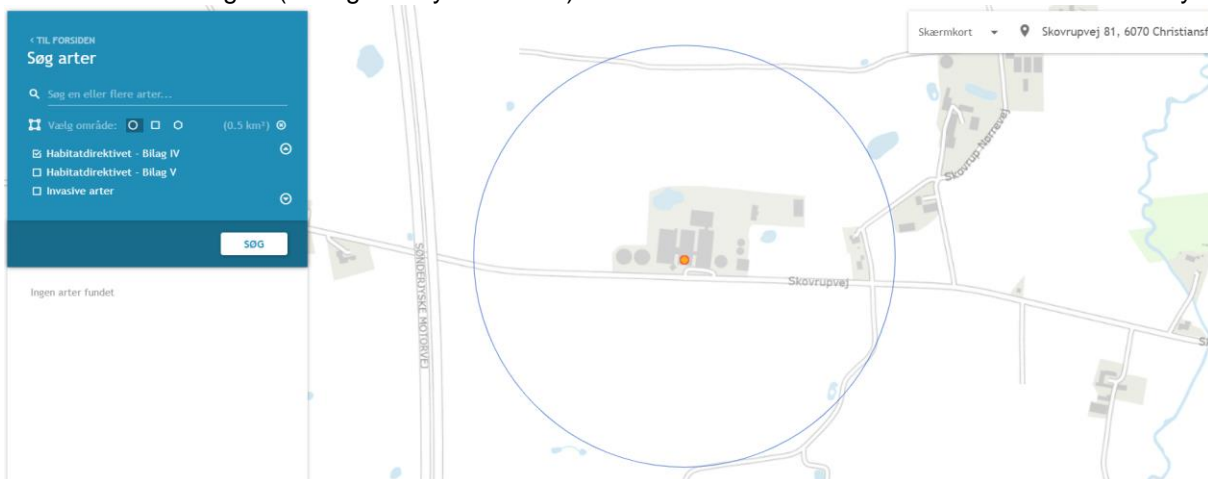 ‹ TIL FORSIDEN
Søg arter
Søg en eller flere arter...
Vælg område: (0.5 km²)
Habitatdirektivet - Bilag IV
Habitatdirektivet - Bilag V
Invasive arter
SØG
Ingen arter fundet
Skærmkort
Skovrupvej 81, 6070 Christiansf
Skovrup Nørrevej
SØNDERJYSKE MOTORVEJ
Skovrupvej